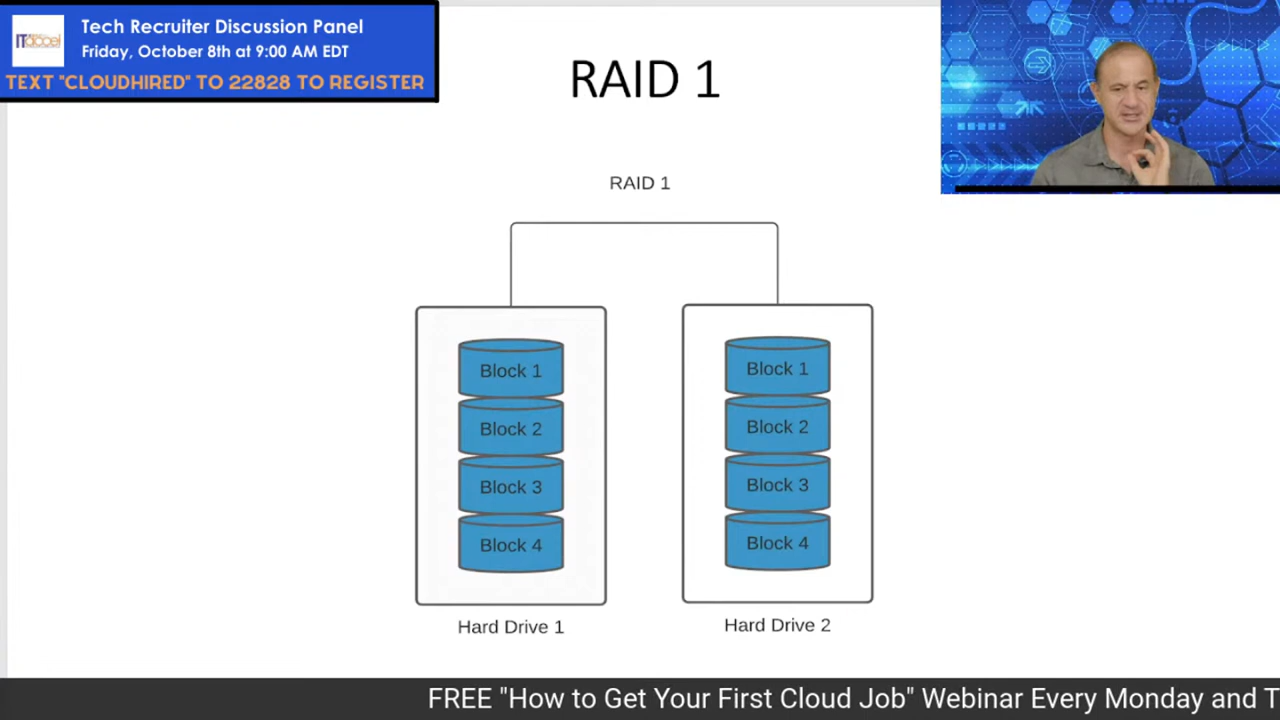 IT
Tech Recruiter Discussion Panel
Friday, October 8th at 9:00 AM EDT
TEXT "CLOUDHIRED" TO 22828 TO REGISTER
RAID 1
RAID 1
Block 1
Block 2
Block 3
Block 4
Hard Drive 1
Block 1
Block 2
Block 3
Block 4
Hard Drive 2
FREE "How to Get Your First Cloud Job" Webinar Every Monday and T